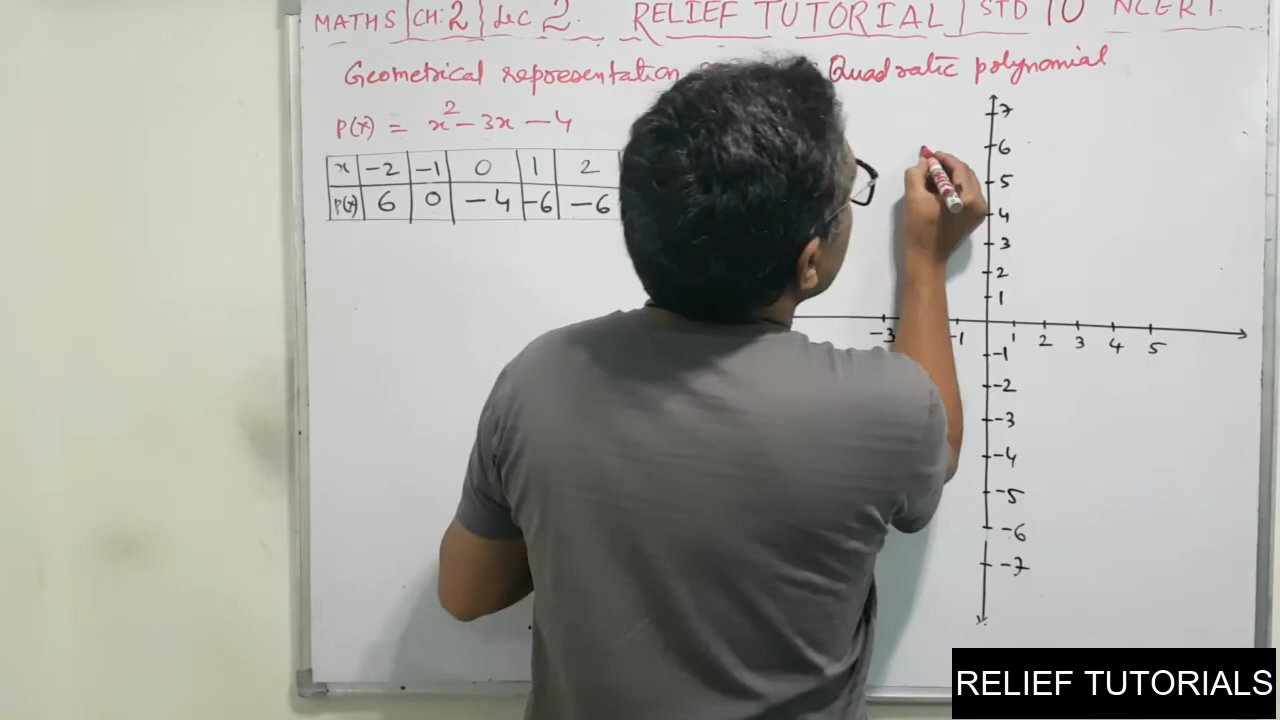 MATHS | CH: 2 | Lec 2. RELIEF TUTORIAL | STD 10 NCERT.
Geometrical representation Quadratic polynomial
P(x) = x² - 3x - 4
x -2 -1 0 1 2
P(x) 6 0 -4 -6 -6
7
6
5
4
3
2
1
-3 -1 1 2 3 4 5
-1
-2
-3
-4
-5
-6
-7
RELIEF TUTORIALS